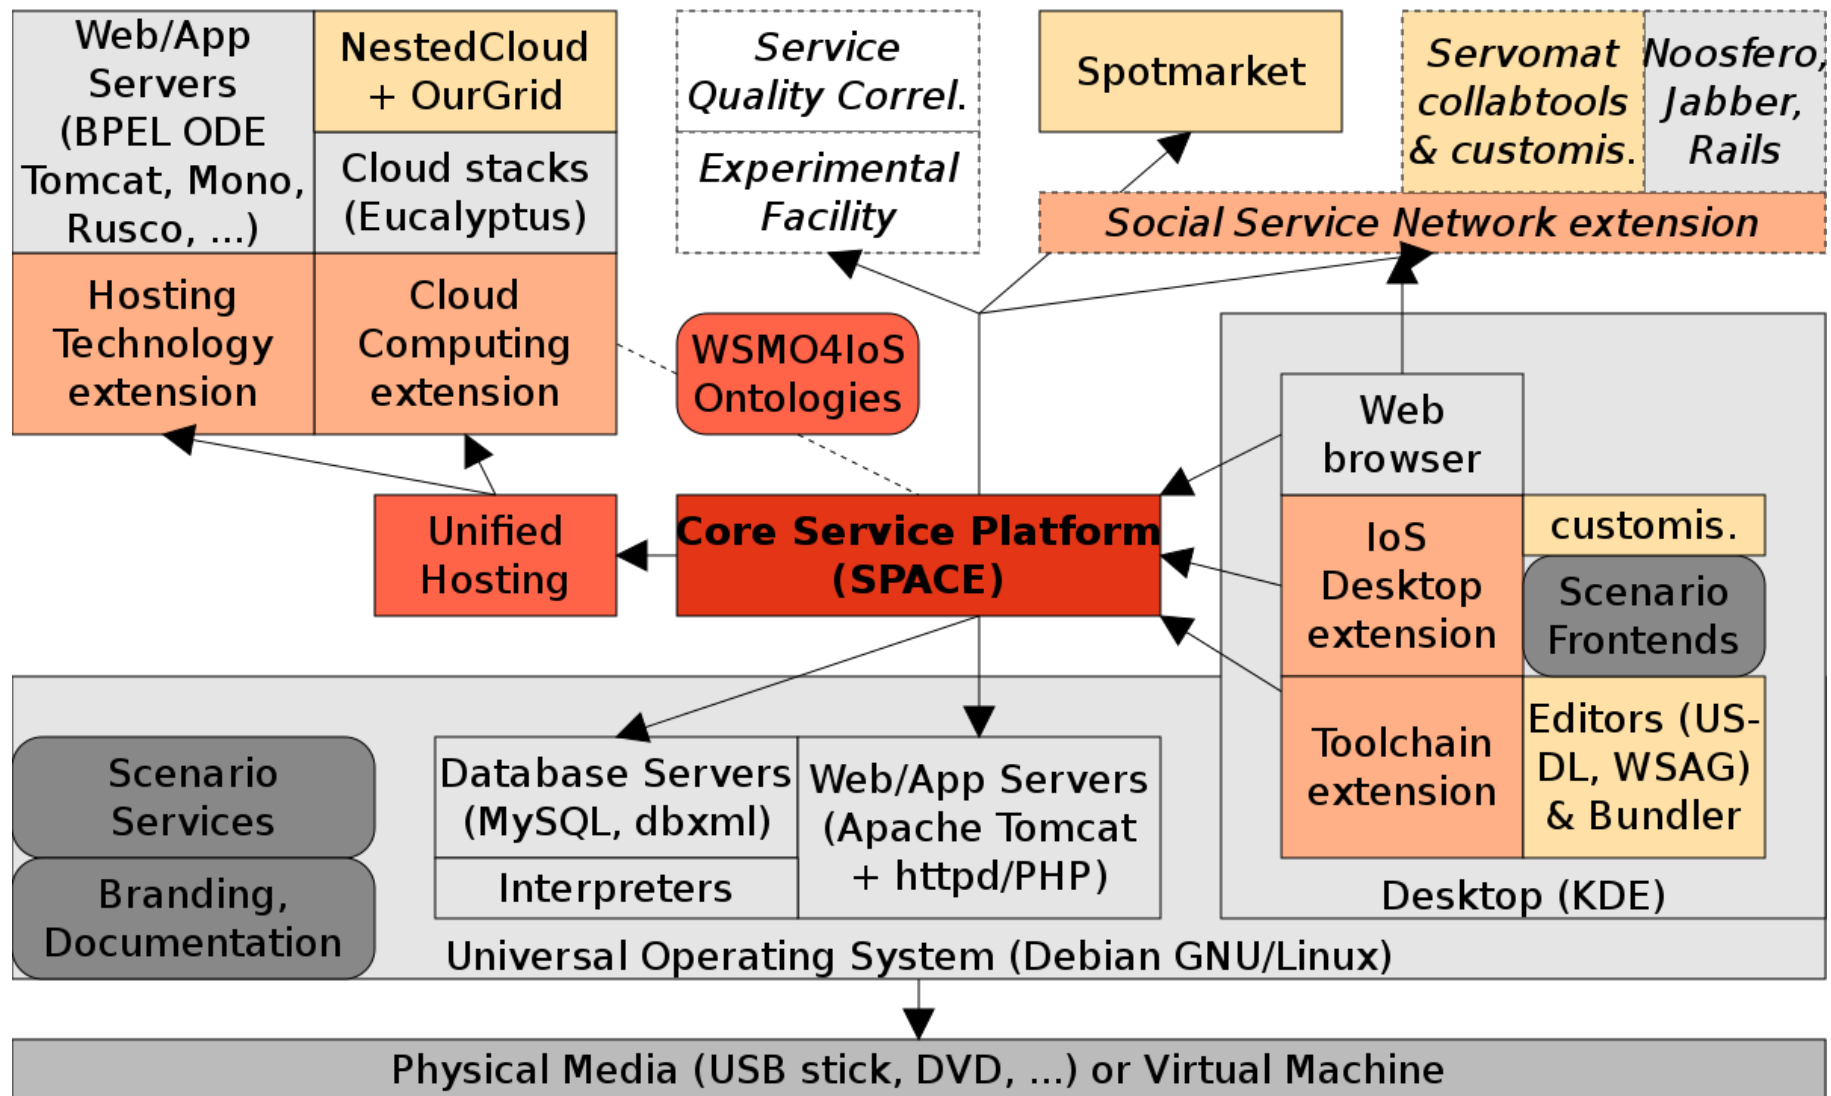 Web/App
Servers
(BPEL ODE
Tomcat, Mono,
Rusco, ...)
NestedCloud
+ OurGrid
Cloud stacks
(Eucalyptus)
Hosting
Technology
extension
Cloud
Computing
extension
Service
Quality Correl.
Experimental
Facility
Spotmarket
Servomat
collabtools
& customis.
Noosfero,
Jabber,
Rails
Social Service Network extension
WSMO4IoS
Ontologies
Unified
Hosting
Core Service Platform
(SPACE)
Web
browser
IoS
Desktop
extension
customis.
Scenario
Frontends
Toolchain
extension
Editors (US-
DL, WSAG)
& Bundler
Desktop (KDE)
Scenario
Services
Branding,
Documentation
Database Servers
(MySQL, dbxml)
Interpreters
Web/App Servers
(Apache Tomcat
+ httpd/PHP)
Universal Operating System (Debian GNU/Linux)
Physical Media (USB stick, DVD, ...) or Virtual Machine